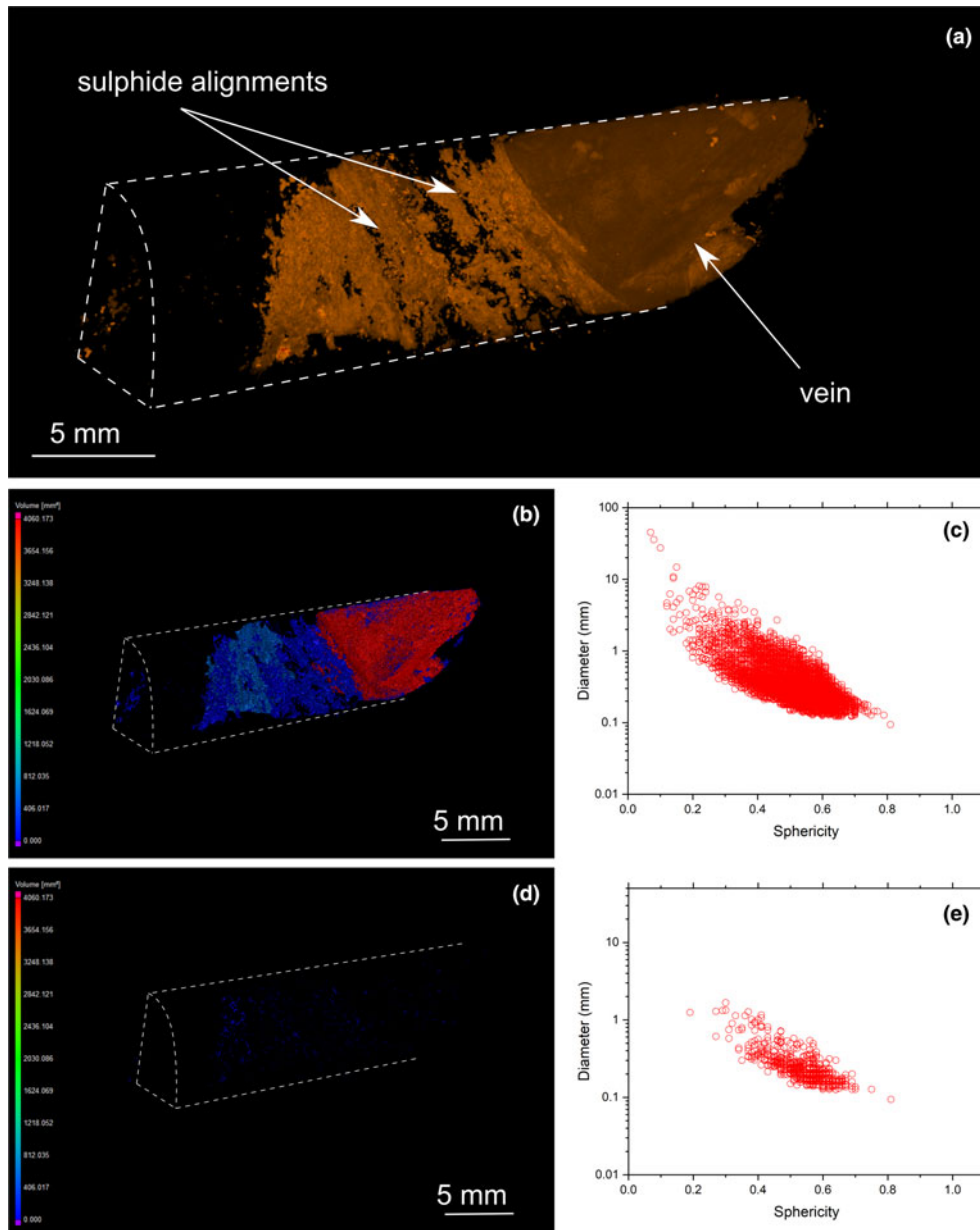 (a)
sulphide alignments
vein
5 mm
Volume [mm³]
4060.173
3654.156
3248.138
2842.121
2436.104
2030.086
1624.069
1218.052
812.035
406.017
0.000
(b)
5 mm
(c)
Diameter (mm)
100
10
1
0.1
0.01
0.0
0.2
0.4
0.6
0.8
1.0
Sphericity
Volume [mm³]
4060.173
3654.156
3248.138
2842.121
2436.104
2030.086
1624.069
1218.052
812.035
406.017
0.000
(d)
5 mm
(e)
Diameter (mm)
10
1
0.1
0.01
0.0
0.2
0.4
0.6
0.8
1.0
Sphericity